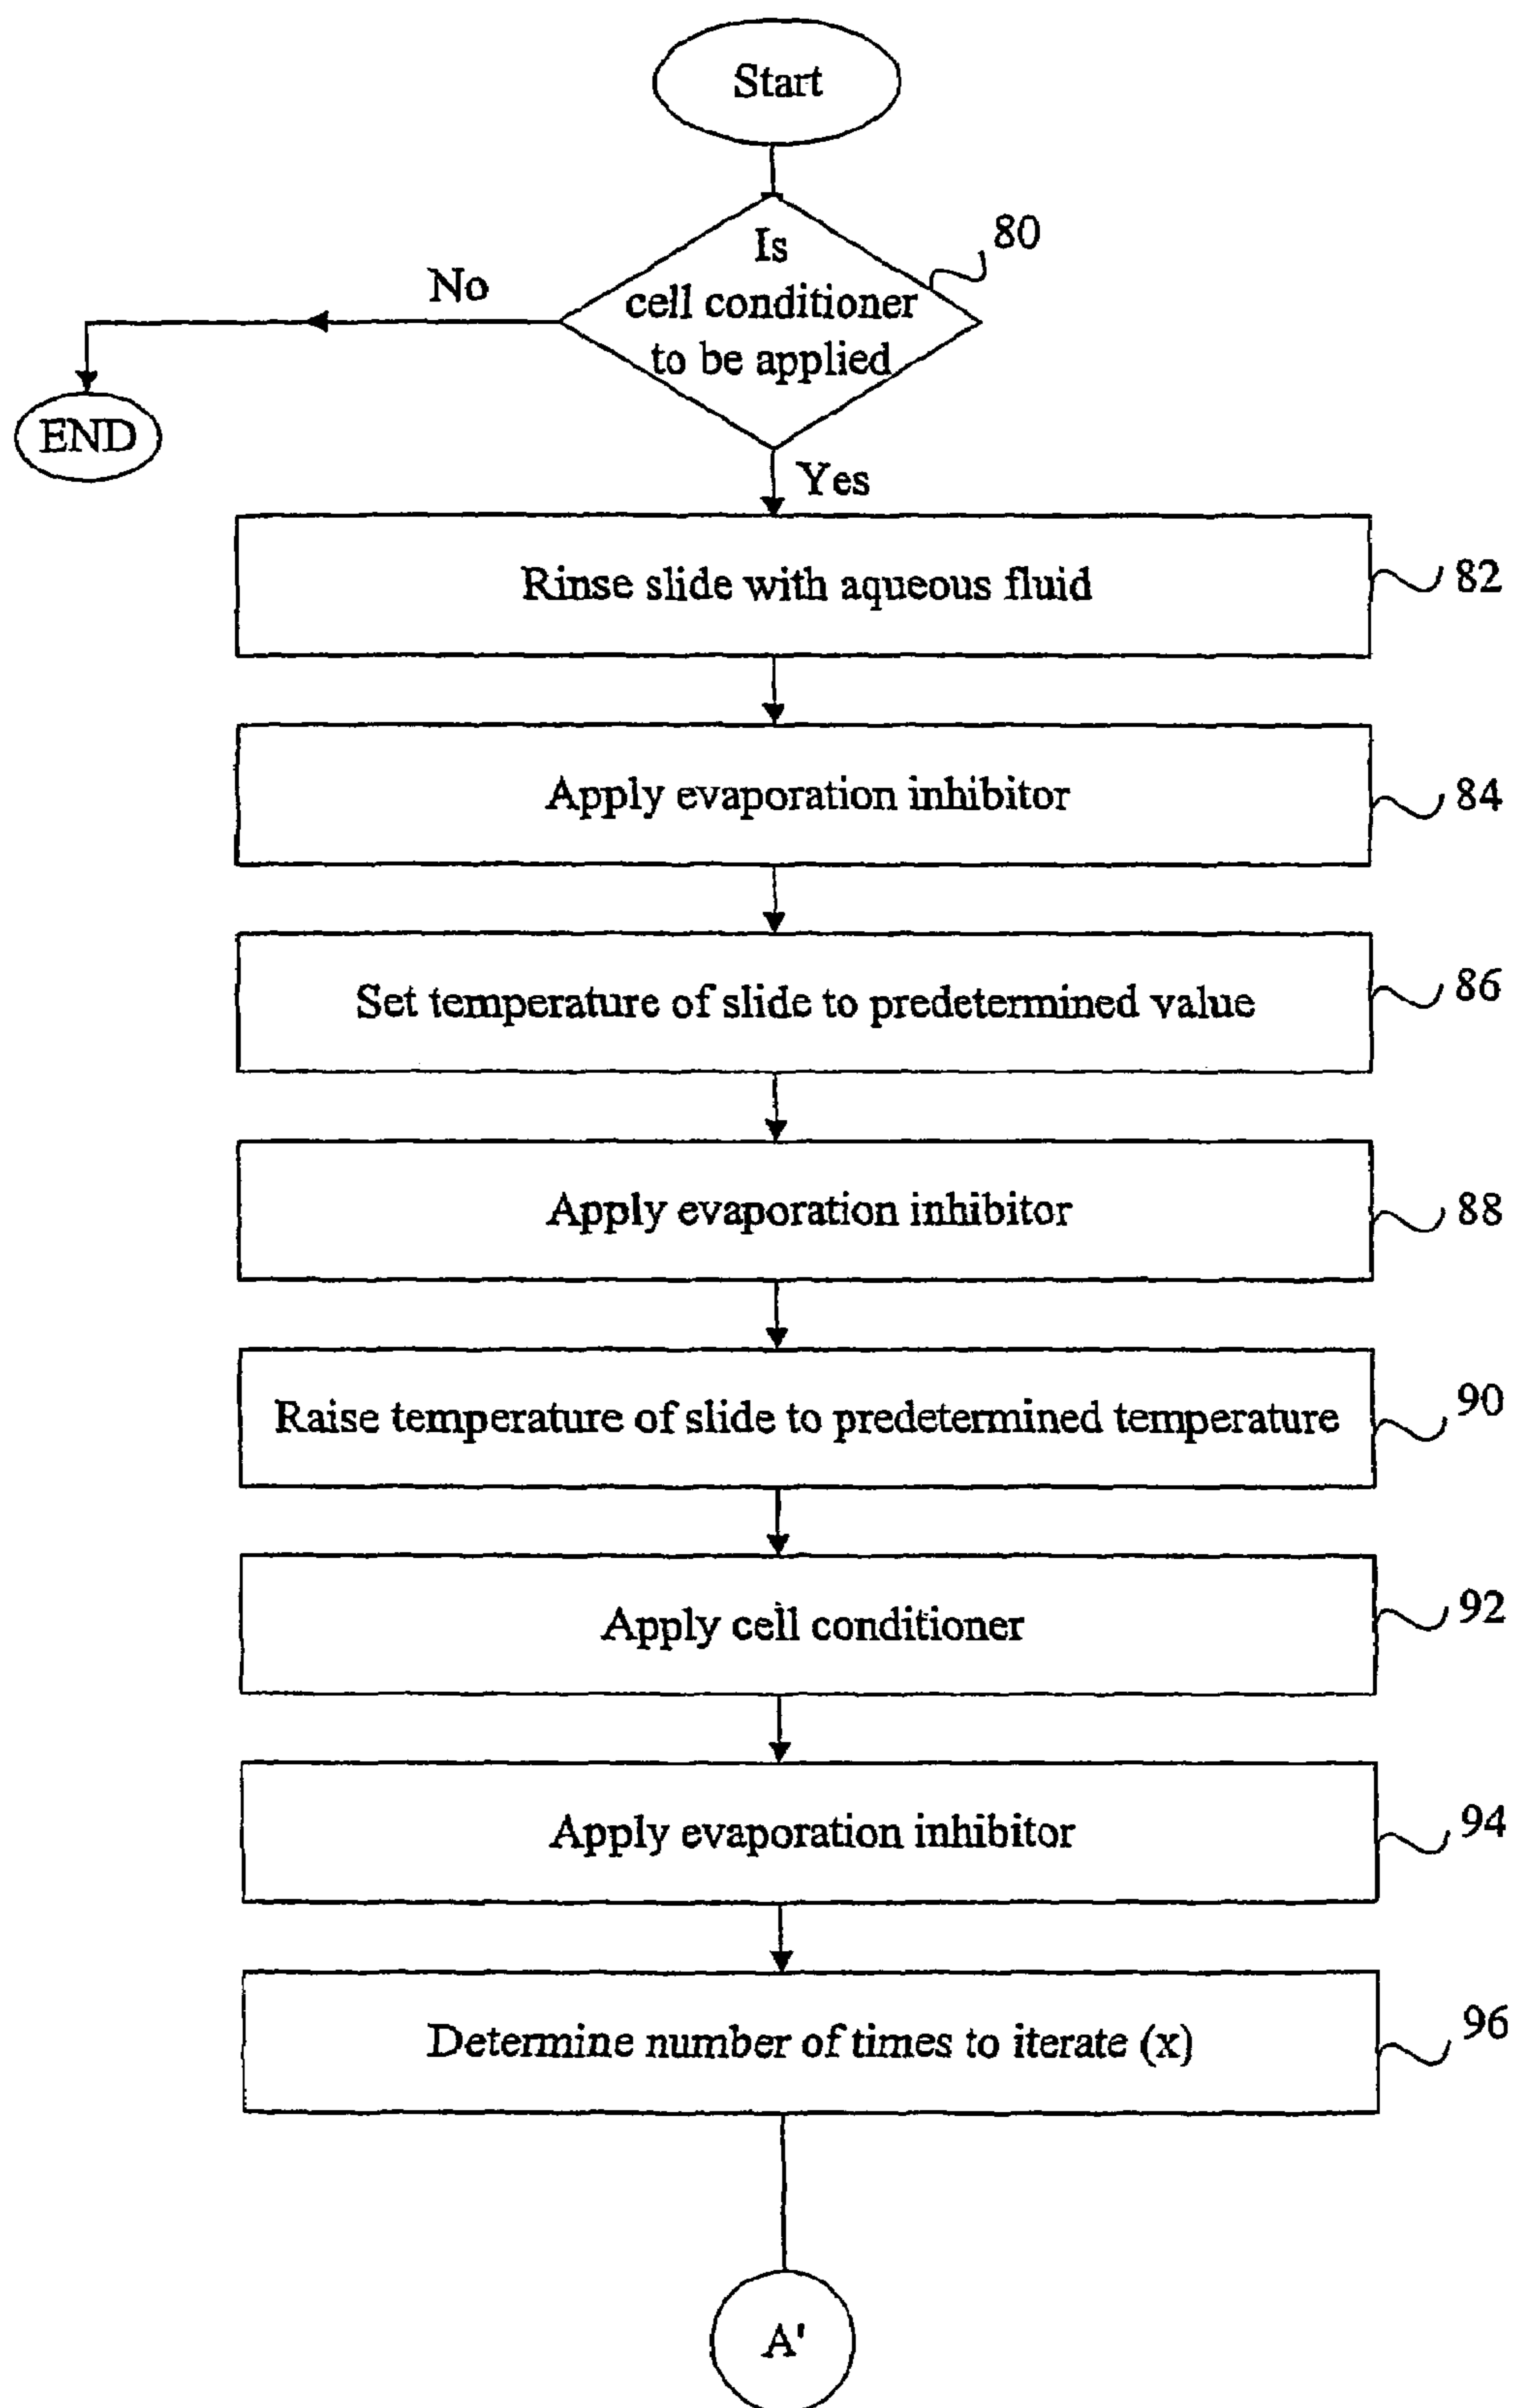 Start
Is
cell conditioner
to be applied
80
No
END
Yes
Rinse slide with aqueous fluid
82
Apply evaporation inhibitor
84
Set temperature of slide to predetermined value
86
Apply evaporation inhibitor
88
Raise temperature of slide to predetermined temperature
90
Apply cell conditioner
92
Apply evaporation inhibitor
94
Determine number of times to iterate (x)
96
A'